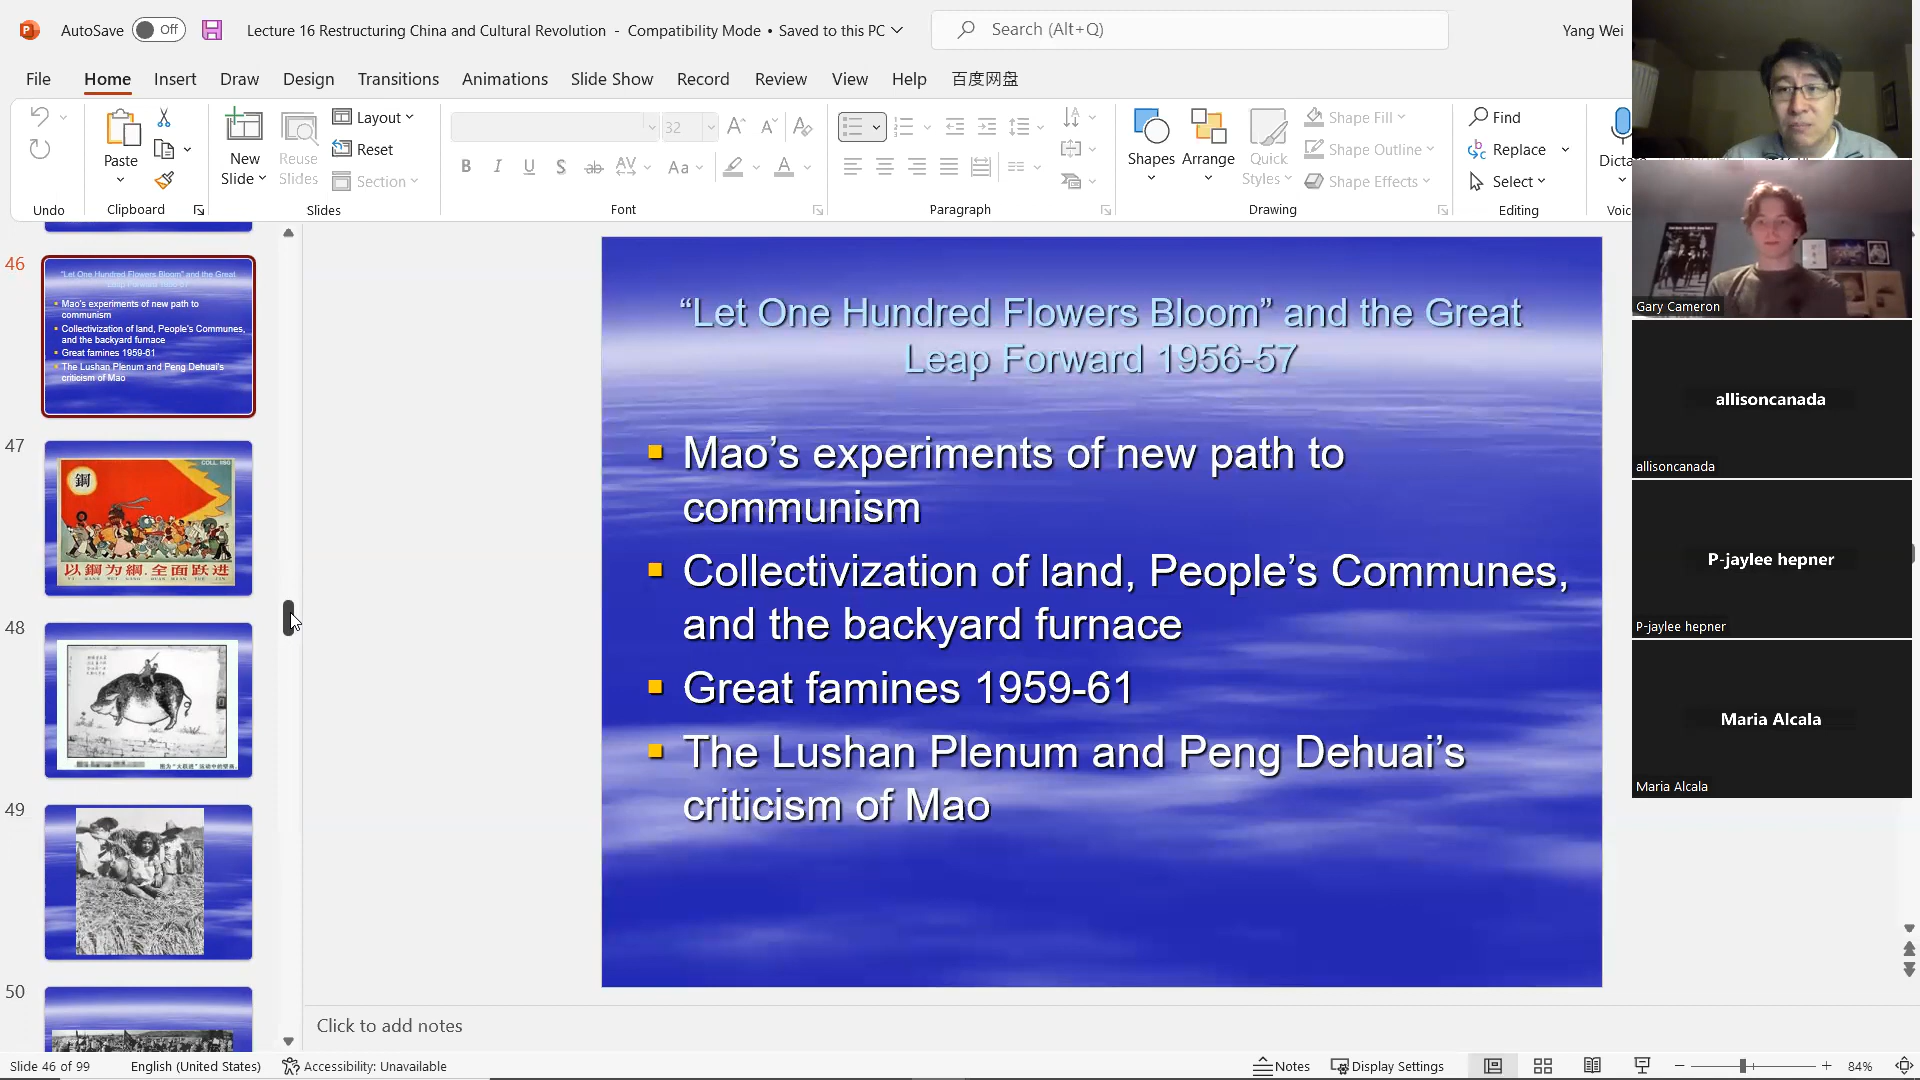 AutoSave Off Lecture 16 Restructuring China and Cultural Revolution - Compatibility Mode • Saved to this PC Search (Alt+Q) Yang Wei
File Home Insert Draw Design Transitions Animations Slide Show Record Review View Help 百度网盘
Paste
New Slide
Reuse Slides
Layout
Reset
Section
32
Aa
Shapes
Arrange
Quick Styles
Shape Fill
Shape Outline
Shape Effects
Find
Replace
Select
Undo Clipboard Slides Font Paragraph Drawing Editing
46
“Let One Hundred Flowers Bloom” and the Great
Leap Forward 1956-57
Mao’s experiments of new path to
communism
Collectivization of land, People’s Communes,
and the backyard furnace
Great famines 1959-61
The Lushan Plenum and Peng Dehuai’s
criticism of Mao
47
COLL. IISG
鋼
以鋼为綱.全面跃进
48
49
50
“Let One Hundred Flowers Bloom” and the Great
Leap Forward 1956-57
Mao’s experiments of new path to
communism
Collectivization of land, People’s Communes,
and the backyard furnace
Great famines 1959-61
The Lushan Plenum and Peng Dehuai’s
criticism of Mao
Gary Cameron
allisoncanada
allisoncanada
P-jaylee hepner
P-jaylee hepner
Maria Alcala
Maria Alcala
Click to add notes
Slide 46 of 99 English (United States) Accessibility: Unavailable Notes Display Settings 84%